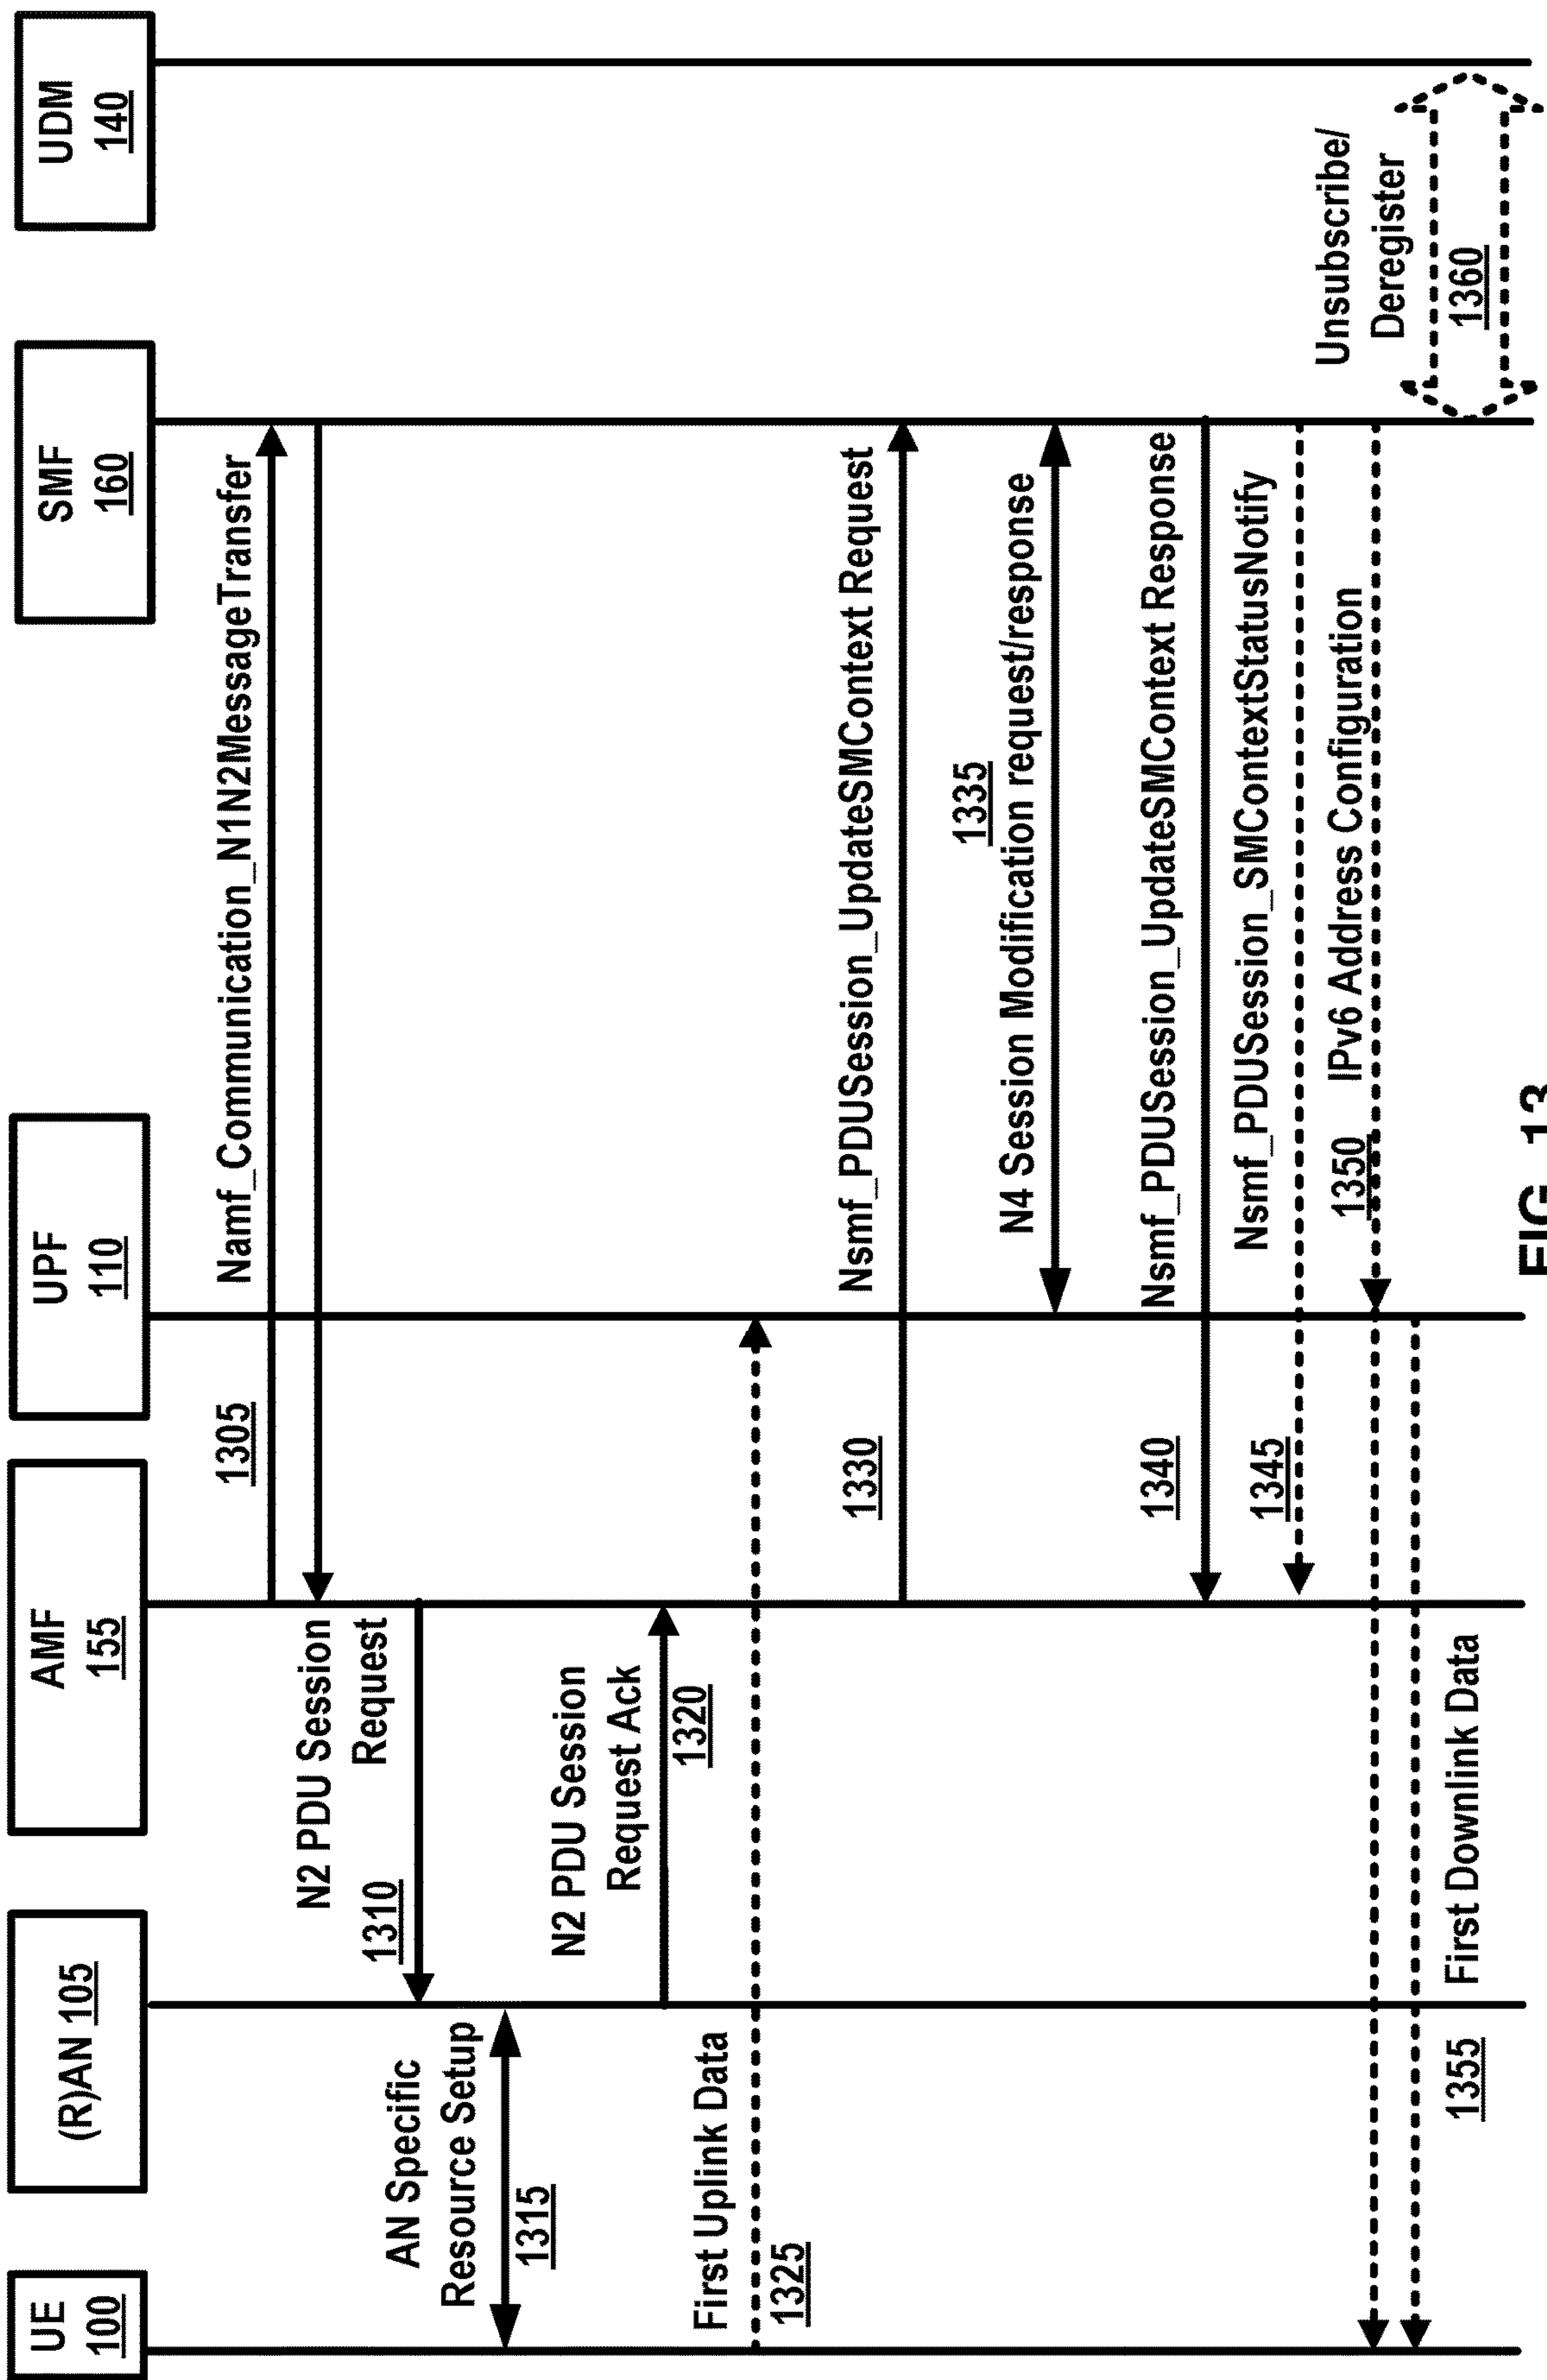 UE
100
(R)AN 105
AMF
155
UPF
110
SMF
160
UDM
140
1305
Namf_Communication_N1N2MessageTransfer
N2 PDU Session
Request
1310
AN Specific
Resource Setup
1315
N2 PDU Session
Request Ack
1320
First Uplink Data
1325
1330
Nsmf_PDUSession_UpdateSMContext Request
1335
N4 Session Modification request/response
1340
Nsmf_PDUSession_UpdateSMContext Response
1345
Nsmf_PDUSession_SMContextStatusNotify
1350
IPv6 Address Configuration
First Downlink Data
1355
Unsubscribe/
Deregister
1360
FIG. 13